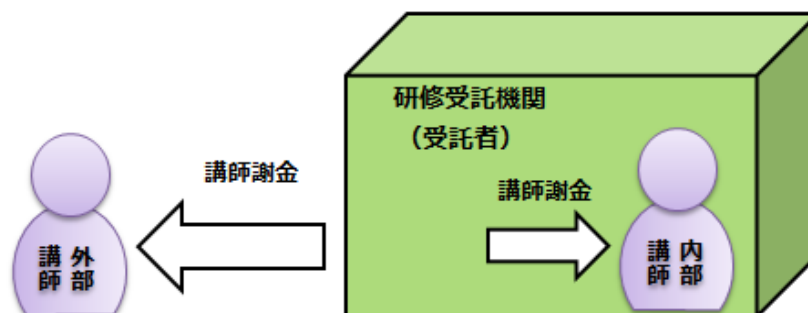 研修受託機関
（受託者）
講師謝金
講師謝金
外部
講師
内部
講師